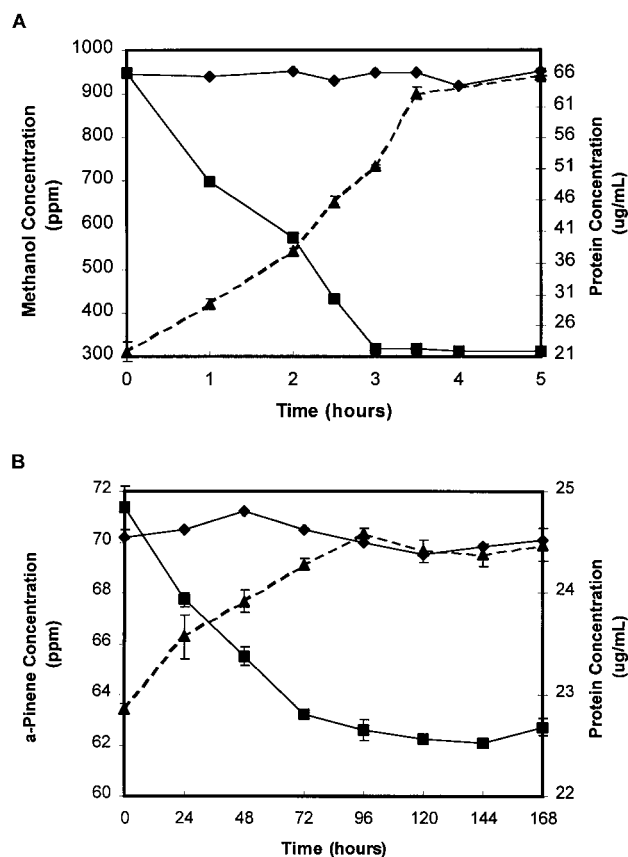 A
1000
900
800
700
600
500
400
300
66
61
56
51
46
41
36
31
26
21
0 1 2 3 4 5
Methanol Concentration
(ppm)
Protein Concentration
(ug/mL)
Time (hours)
B
72
70
68
66
64
62
60
25
24
23
22
0 24 48 72 96 120 144 168
a-Pinene Concentration
(ppm)
Protein Concentration
(ug/mL)
Time (hours)